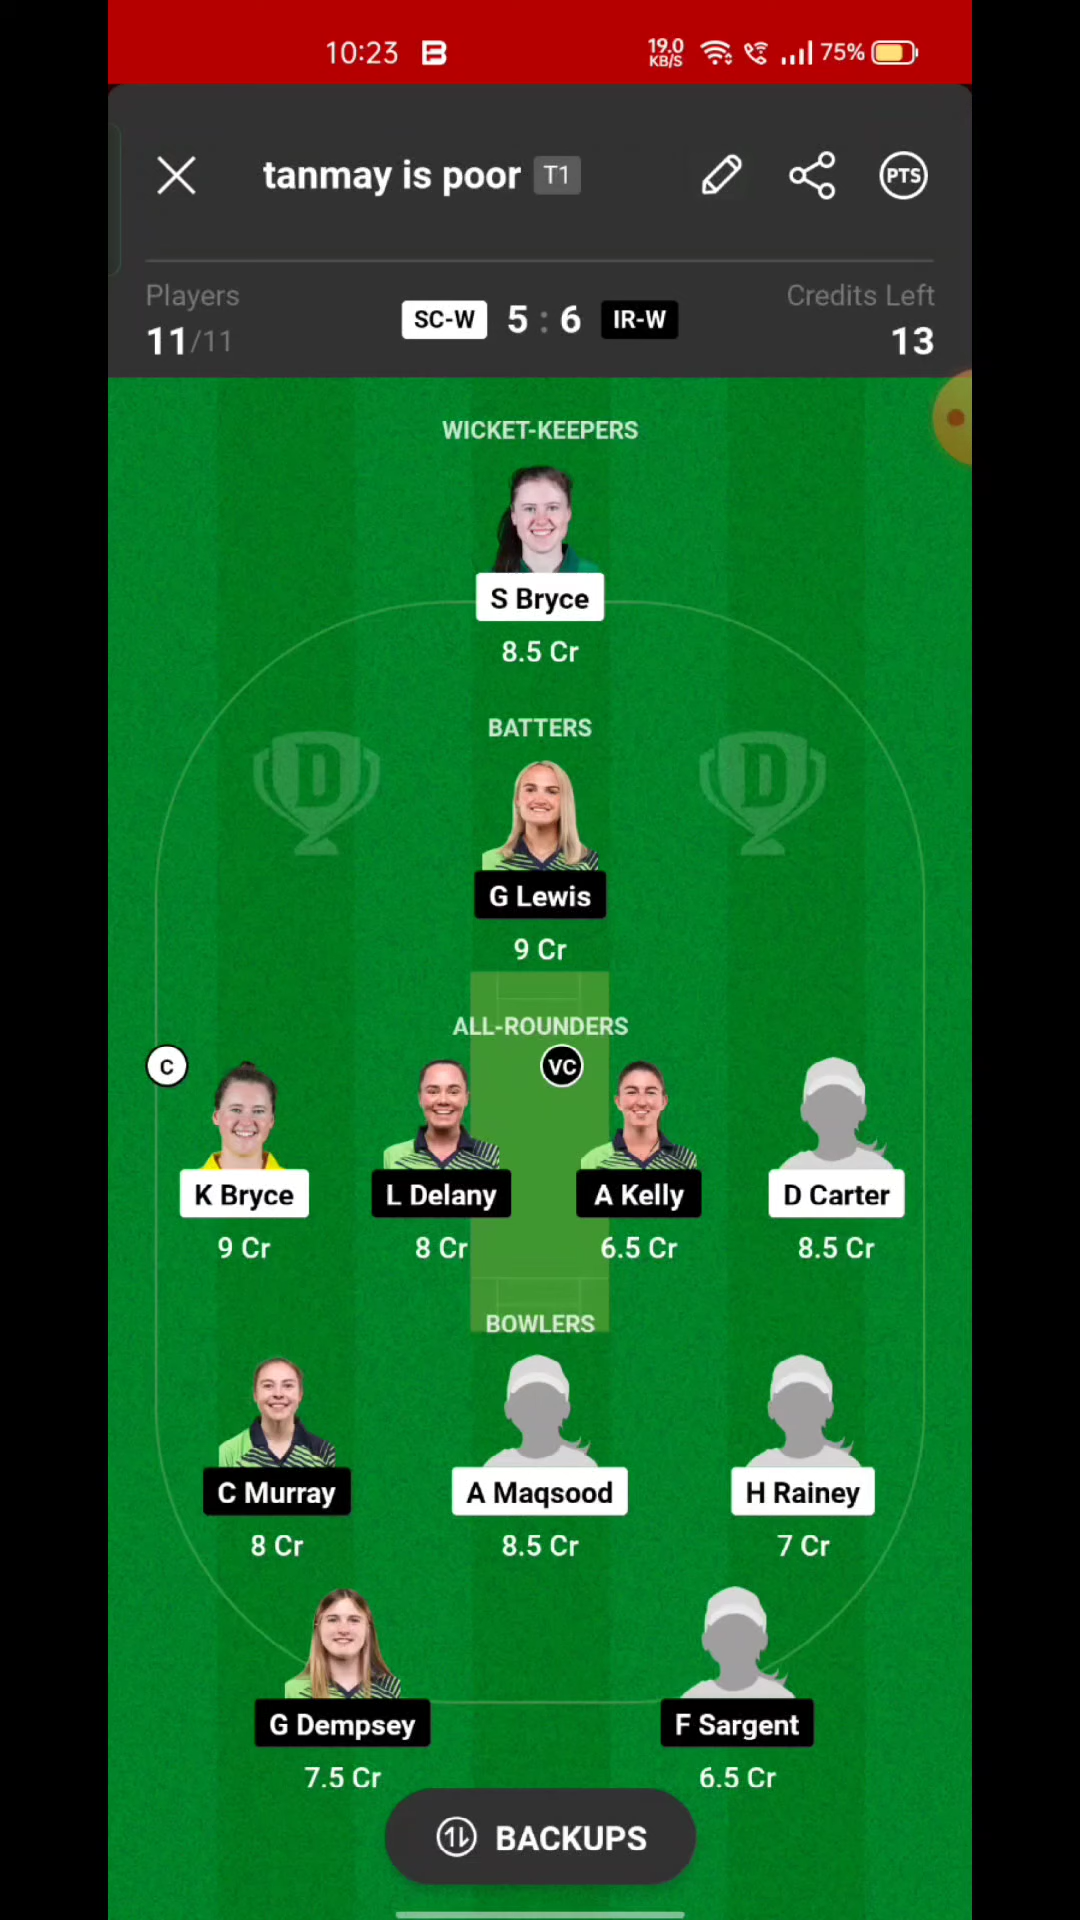 10:23 19.0 KB/S 75%
tanmay is poor T1 PTS
Players Credits Left
11/11 SC-W 5 : 6 IR-W 13
WICKET-KEEPERS
S Bryce
8.5 Cr
BATTERS
D D
G Lewis
9 Cr
ALL-ROUNDERS
C VC
K Bryce L Delany A Kelly D Carter
9 Cr 8 Cr 6.5 Cr 8.5 Cr
BOWLERS
C Murray A Maqsood H Rainey
8 Cr 8.5 Cr 7 Cr
G Dempsey F Sargent
7.5 Cr 6.5 Cr
BACKUPS